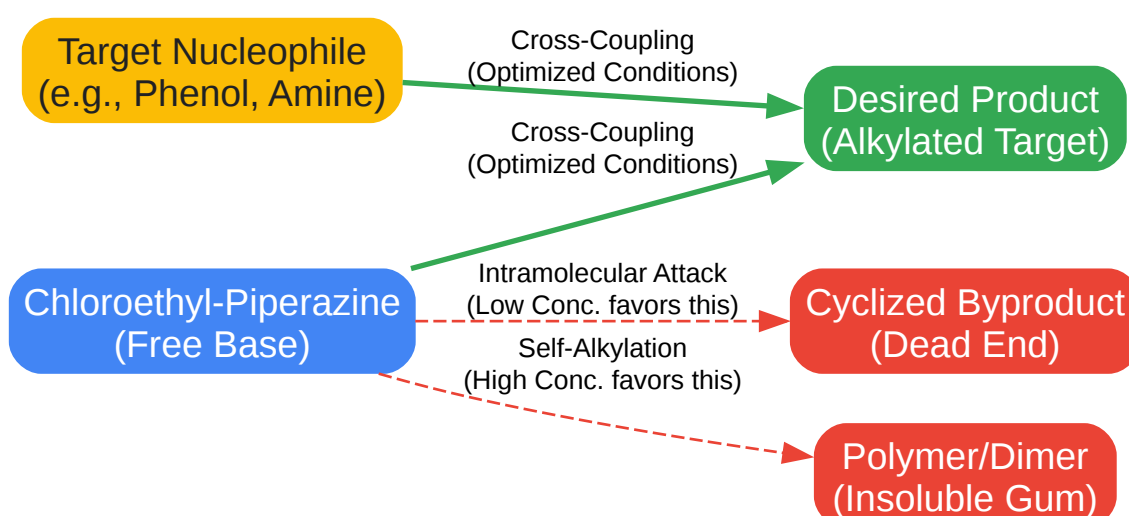 Target Nucleophile
(e.g., Phenol, Amine)
Cross-Coupling
(Optimized Conditions)
Desired Product
(Alkylated Target)
Cross-Coupling
(Optimized Conditions)
Chloroethyl-Piperazine
(Free Base)
Intramolecular Attack
(Low Conc. favors this)
Cyclized Byproduct
(Dead End)
Self-Alkylation
(High Conc. favors this)
Polymer/Dimer
(Insoluble Gum)